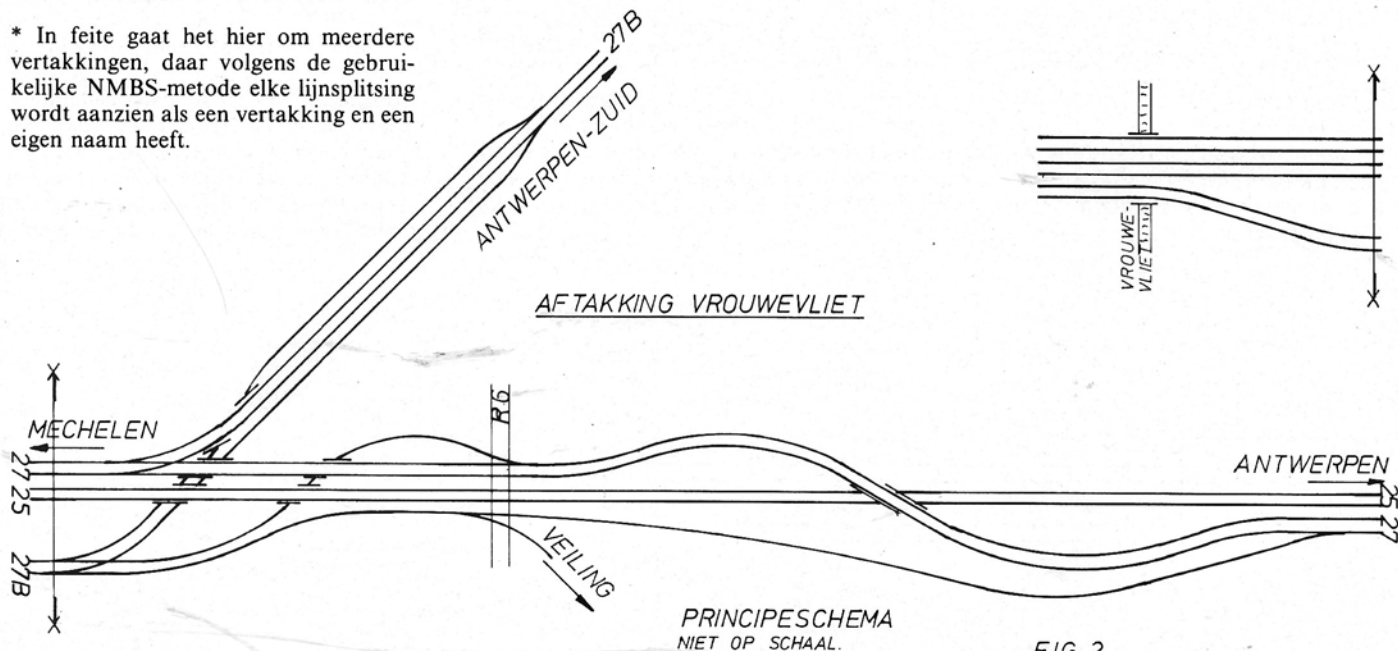 * In feite gaat het hier om meerdere
vertakkingen, daar volgens de gebrui-
kelijke NMBS-metode elke lijnsplitsing
wordt aanzien als een vertakking en een
eigen naam heeft.
27B
ANTWERPEN-ZUID
VROUWE-
VLIET
X
X
AFTAKKING VROUWEVLIET
X
MECHELEN
R6
ANTWERPEN
27
25
25
27
27B
VEILING
X
PRINCIPESCHEMA
NIET OP SCHAAL.
FIG 2